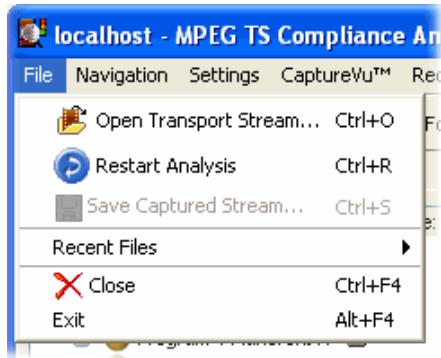 localhost - MPEG TS Compliance An
File Navigation Settings CaptureVu™ Rec
Open Transport Stream... Ctrl+O
Restart Analysis Ctrl+R
Save Captured Stream... Ctrl+S
Recent Files
Close Ctrl+F4
Exit Alt+F4